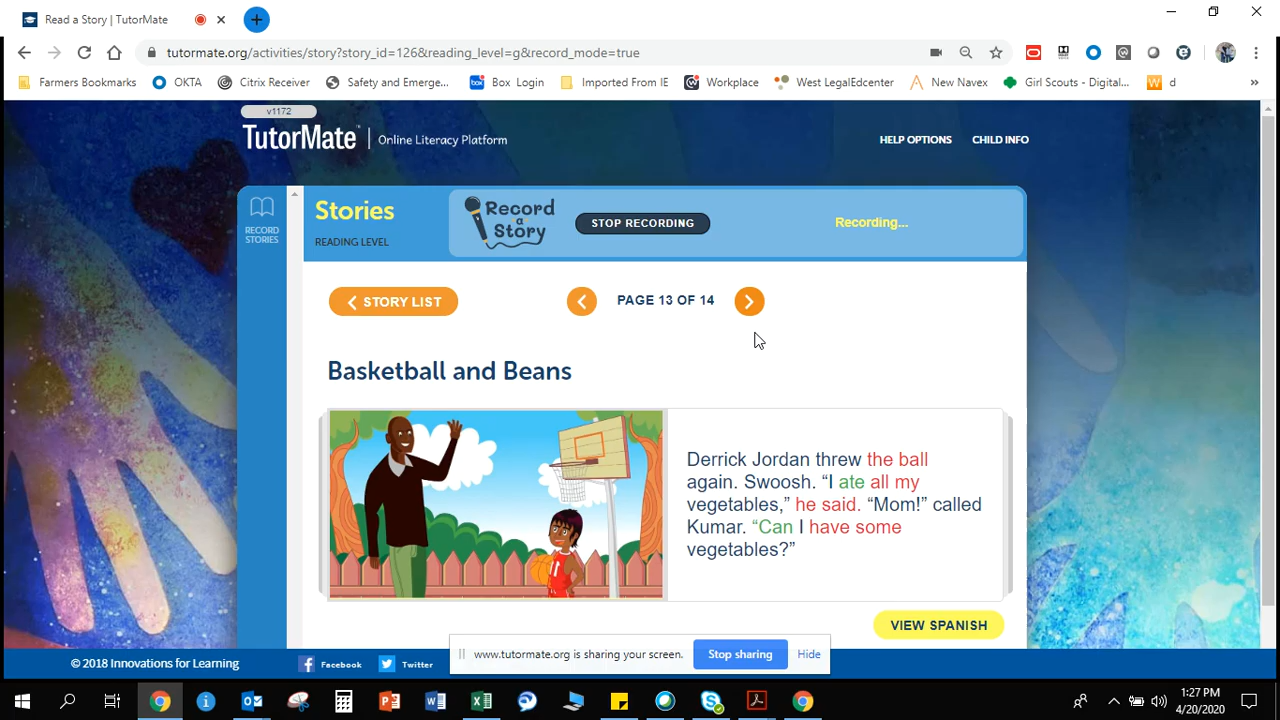 Read a Story | TutorMate
tutormate.org/activities/story?story_id=126&reading_level=g&record_mode=true
Farmers Bookmarks OKTA Citrix Receiver Safety and Emerge... box Box Login Imported From IE Workplace West LegalEdcenter New Navex Girl Scouts - Digital... W d »
v1172
TutorMate | Online Literacy Platform
HELP OPTIONS CHILD INFO
RECORD
STORIES
Stories
READING LEVEL
Record
a
Story
STOP RECORDING
Recording...
STORY LIST
PAGE 13 OF 14
Basketball and Beans
Derrick Jordan threw the ball
again. Swoosh. “I ate all my
vegetables,” he said. “Mom!” called
Kumar. “Can I have some
vegetables?”
1
VIEW SPANISH
© 2018 Innovations for Learning
Facebook
Twitter
www.tutormate.org is sharing your screen.
Stop sharing
Hide
1:27 PM
4/20/2020